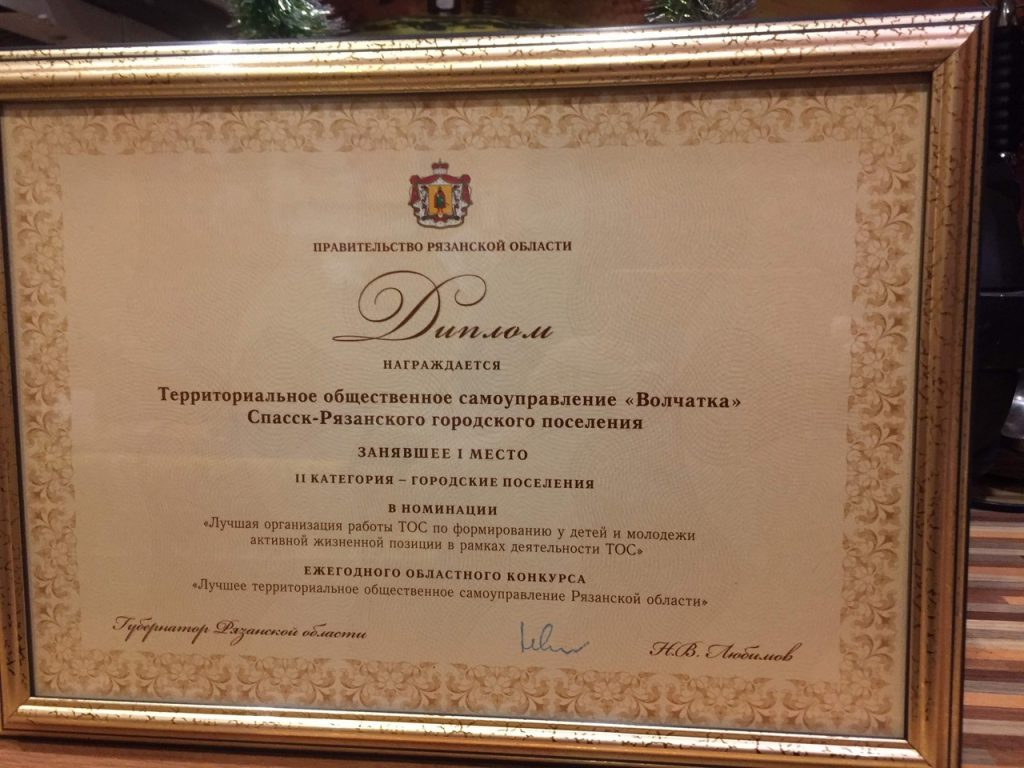 ПРАВИТЕЛЬСТВО РЯЗАНСКОЙ ОБЛАСТИ
Диплом
НАГРАЖДАЕТСЯ
Территориальное общественное самоуправление «Волчатка»
Спасск-Рязанского городского поселения
ЗАНЯВШЕЕ I МЕСТО
II КАТЕГОРИЯ – ГОРОДСКИЕ ПОСЕЛЕНИЯ
В НОМИНАЦИИ
«Лучшая организация работы ТОС по формированию у детей и молодежи
активной жизненной позиции в рамках деятельности ТОС»
ЕЖЕГОДНОГО ОБЛАСТНОГО КОНКУРСА
«Лучшее территориальное общественное самоуправление Рязанской области»
Губернатор Рязанской области Н.В. Любимов